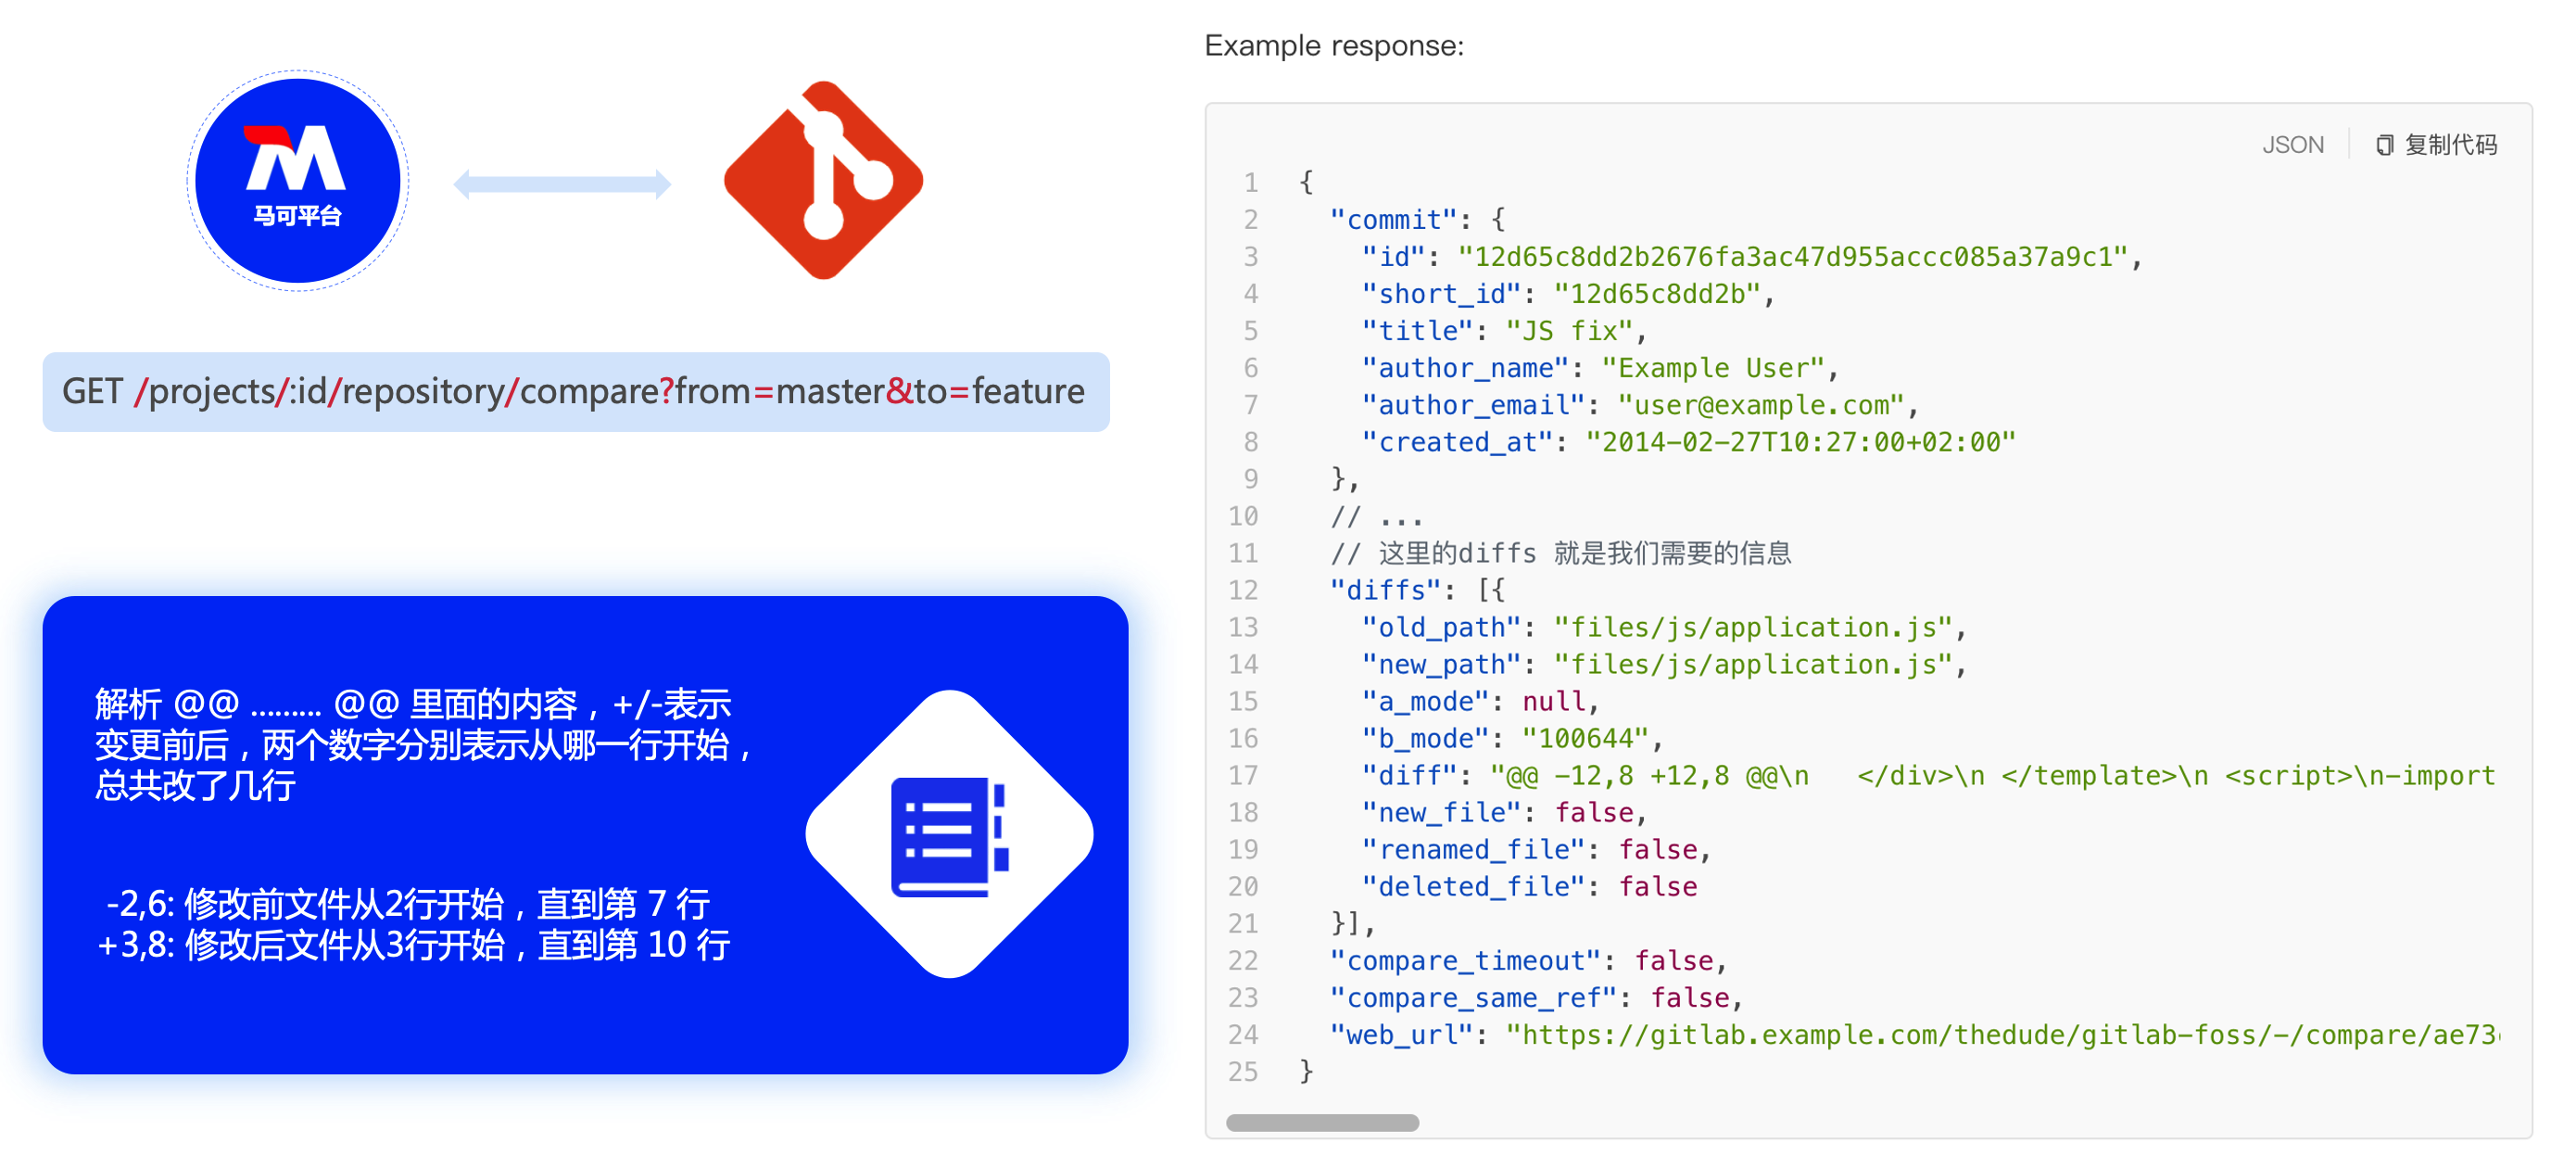 马可平台
GET /projects/:id/repository/compare?from=master&to=feature
解析 @@ ......... @@ 里面的内容，+/-表示
变更前后，两个数字分别表示从哪一行开始，
总共改了几行
-2,6: 修改前文件从2行开始，直到第 7 行
+3,8: 修改后文件从3行开始，直到第 10 行
Example response:
JSON 复制代码
1 {
2 "commit": {
3 "id": "12d65c8dd2b2676fa3ac47d955accc085a37a9c1",
4 "short_id": "12d65c8dd2b",
5 "title": "JS fix",
6 "author_name": "Example User",
7 "author_email": "user@example.com",
8 "created_at": "2014-02-27T10:27:00+02:00"
9 },
10 // ...
11 // 这里的diffs 就是我们需要的信息
12 "diffs": [{
13 "old_path": "files/js/application.js",
14 "new_path": "files/js/application.js",
15 "a_mode": null,
16 "b_mode": "100644",
17 "diff": "@@ -12,8 +12,8 @@\n   </div>\n </template>\n <script>\n-import
18 "new_file": false,
19 "renamed_file": false,
20 "deleted_file": false
21 }],
22 "compare_timeout": false,
23 "compare_same_ref": false,
24 "web_url": "https://gitlab.example.com/thedude/gitlab-foss/-/compare/ae73
25 }